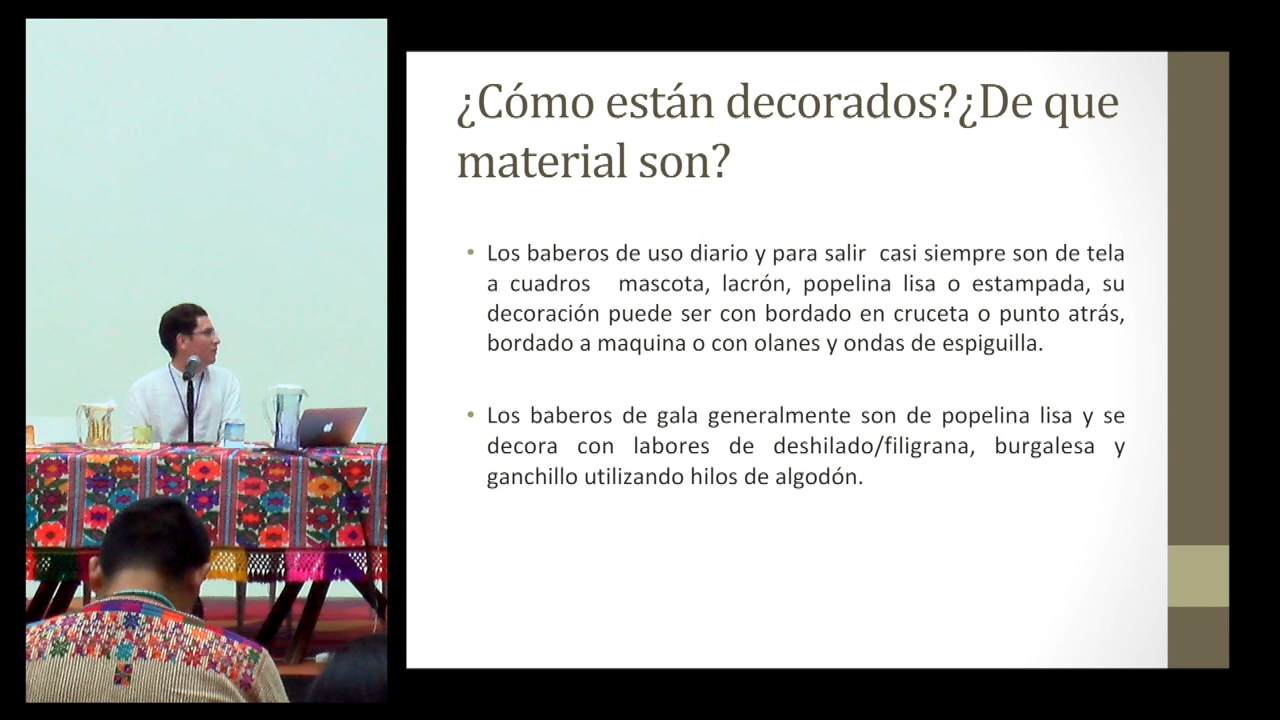 ¿Cómo están decorados?¿De que
material son?
• Los baberos de uso diario y para salir  casi siempre son de tela
a cuadros   mascota, lacrón, popelina lisa o estampada, su
decoración puede ser con bordado en cruceta o punto atrás,
bordado a maquina o con olanes y ondas de espiguilla.
• Los baberos de gala generalmente son de popelina lisa y se
decora con labores de deshilado/filigrana, burgalesa y
ganchillo utilizando hilos de algodón.